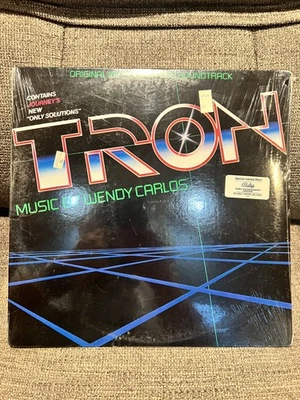 ORIGINAL
SOUNDTRACK
CONTAINS
JOURNEY'S
NEW
"ONLY SOLUTIONS"
TRON
MUSIC BY WENDY CARLOS